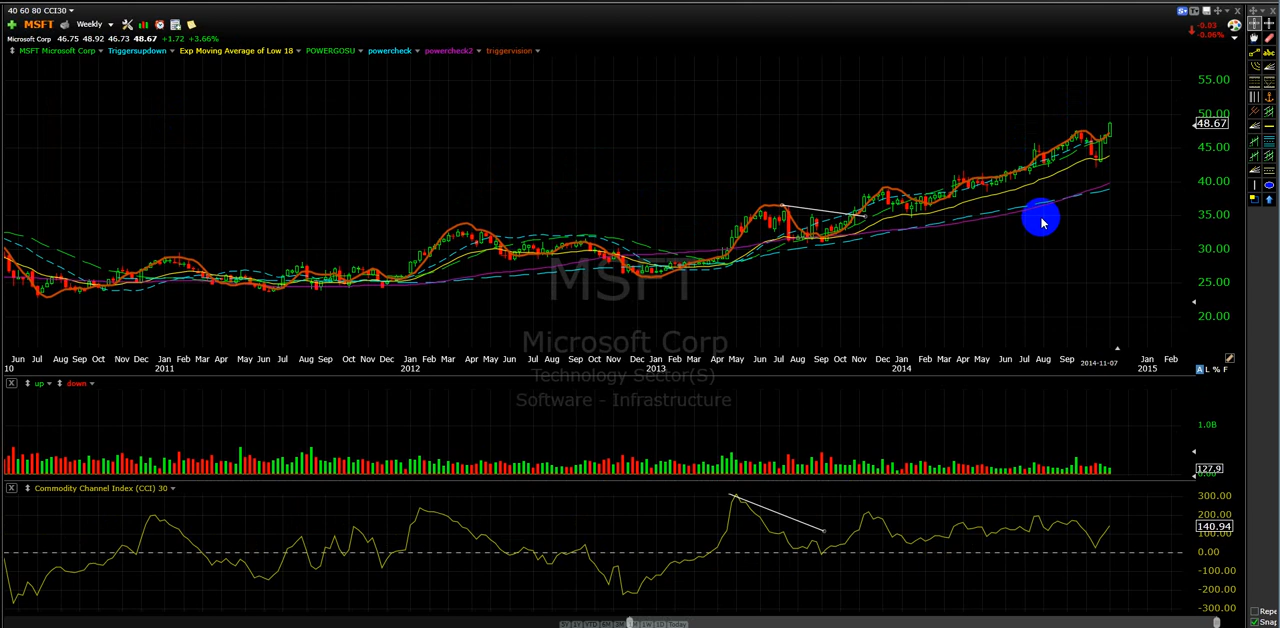 40 60 80 CCI30
MSFT Weekly
Microsoft Corp 46.75 48.92 46.73 48.67 +1.72 +3.66%
-0.03
-0.06%
MSFT Microsoft Corp Triggersupdown Exp Moving Average of Low 18 POWERGOSU powercheck powercheck2 triggervision
abc
55.00
50.00
48.67
45.00
40.00
35.00
30.00
25.00
20.00
MSFT
Microsoft Corp
Technology Sector(S)
Software - Infrastructure
Jun Jul Aug Sep Oct Nov Dec Jan Feb Mar Apr May Jun Jul Aug Sep Oct Nov Dec Jan Feb Mar Apr May Jun Jul Aug Sep Oct Nov Dec Jan Feb Mar Apr May Jun Jul Aug Sep Oct Nov Dec Jan Feb Mar Apr May Jun Jul Aug Sep 2014-11-07 Jan Feb
10 2011 2012 2013 2014 2015
A L % F
up down
1.0B
127.9
0.00
Commodity Channel Index (CCI) 30
300.00
200.00
140.94
100.00
0.00
-100.00
-200.00
-300.00
YTD
Today
Repe
Snap